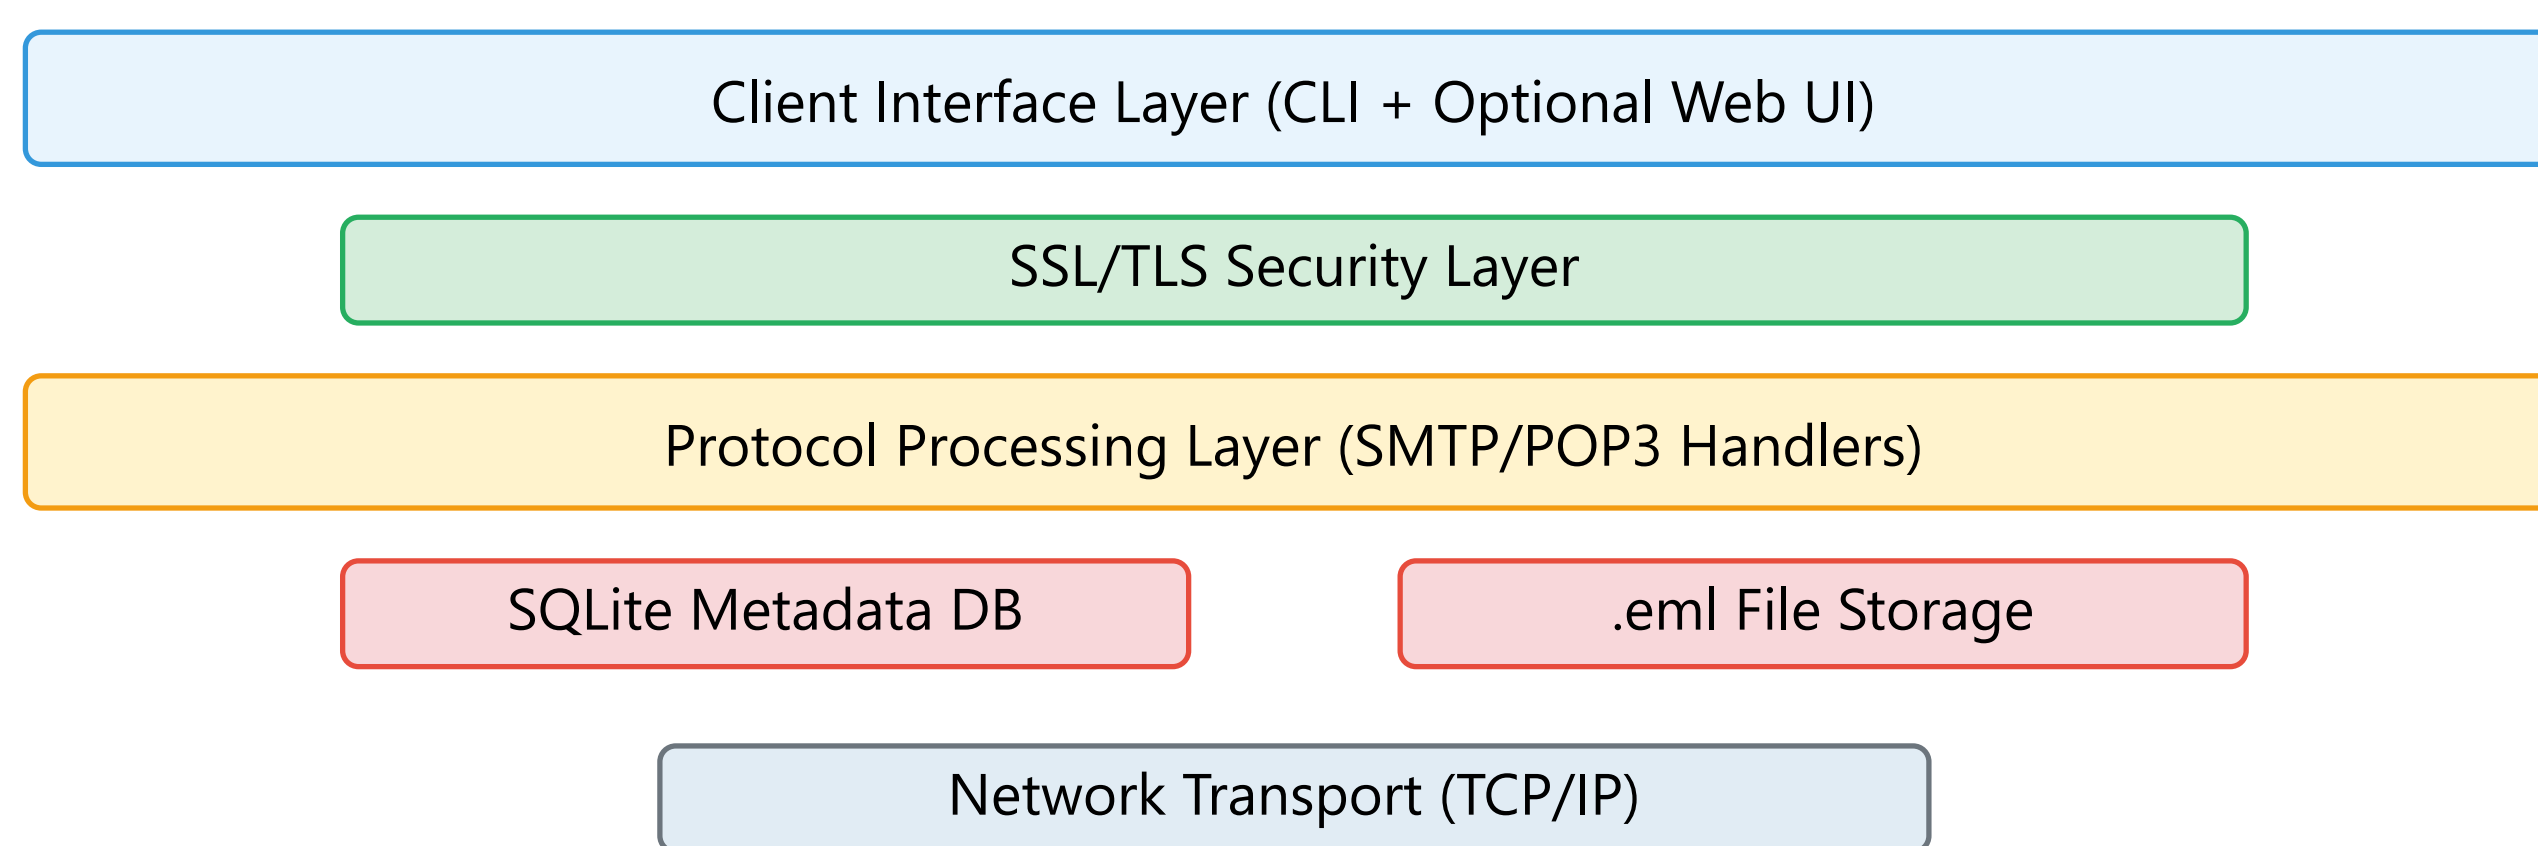 Client Interface Layer (CLI + Optional Web UI)
SSL/TLS Security Layer
Protocol Processing Layer (SMTP/POP3 Handlers)
SQLite Metadata DB
.eml File Storage
Network Transport (TCP/IP)